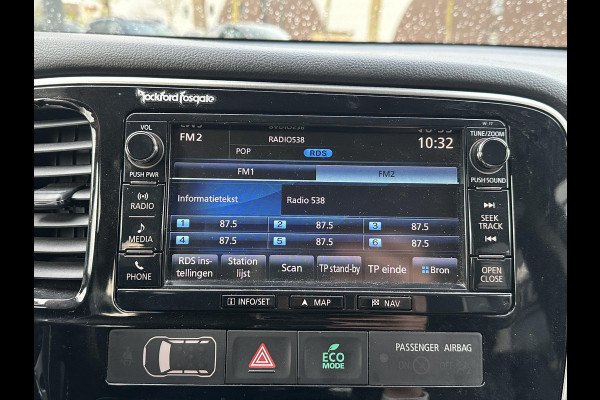 Rockford Fosgate
VOL
PUSH PWR
RADIO
MEDIA
PHONE
FM2
RADIO538
10:32
POP
RDS
FM1
FM2
Informatietekst
Radio 538
1 87.5 2 87.5 3 87.5
4 87.5 5 87.5 6 87.5
RDS instellingen
Station lijst
Scan
TP stand-by
TP einde
Bron
W-17
TUNE/ZOOM
PUSH SOUND
SEEK
TRACK
OPEN
CLOSE
INFO/SET
MAP
NAV
ECO
MODE
PASSENGER AIRBAG